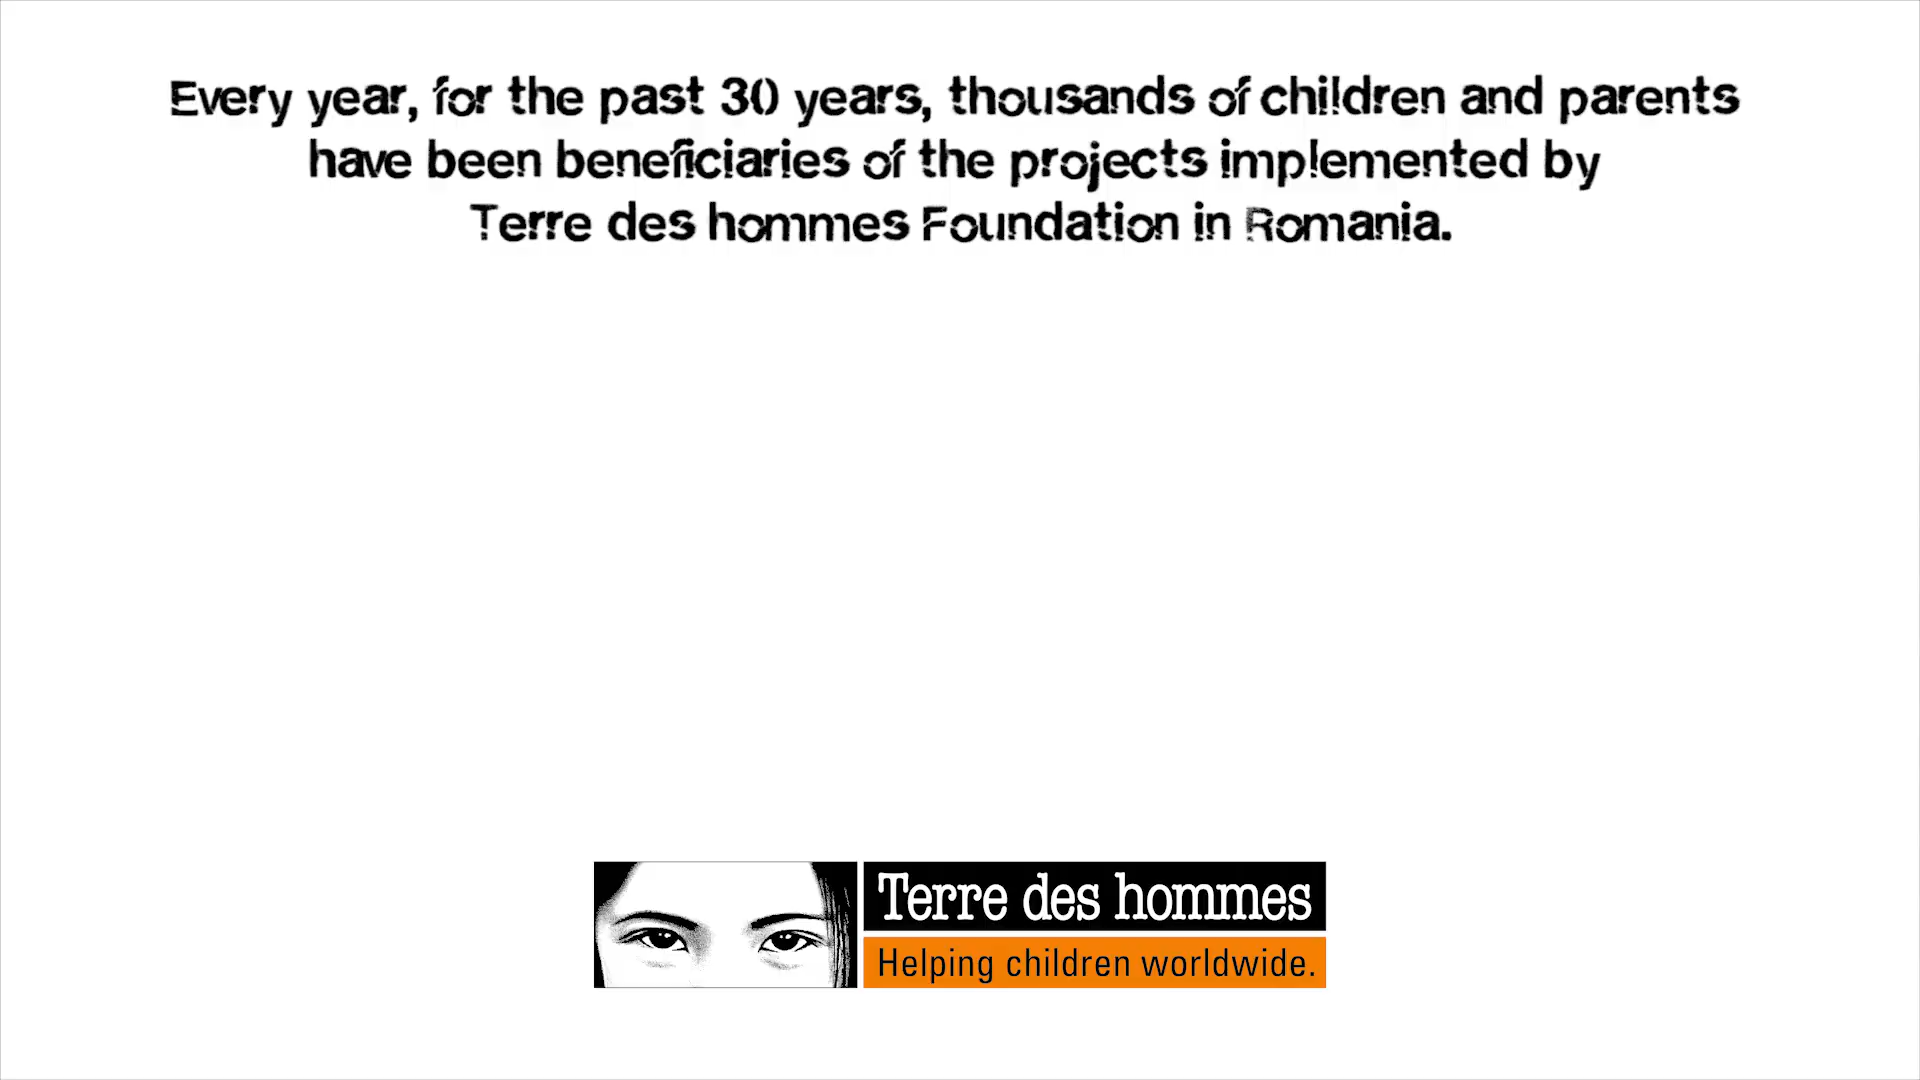 Every year, for the past 30 years, thousands of children and parents
have been beneficiaries of the projects implemented by
Terre des hommes Foundation in Romania.
Terre des hommes
Helping children worldwide.